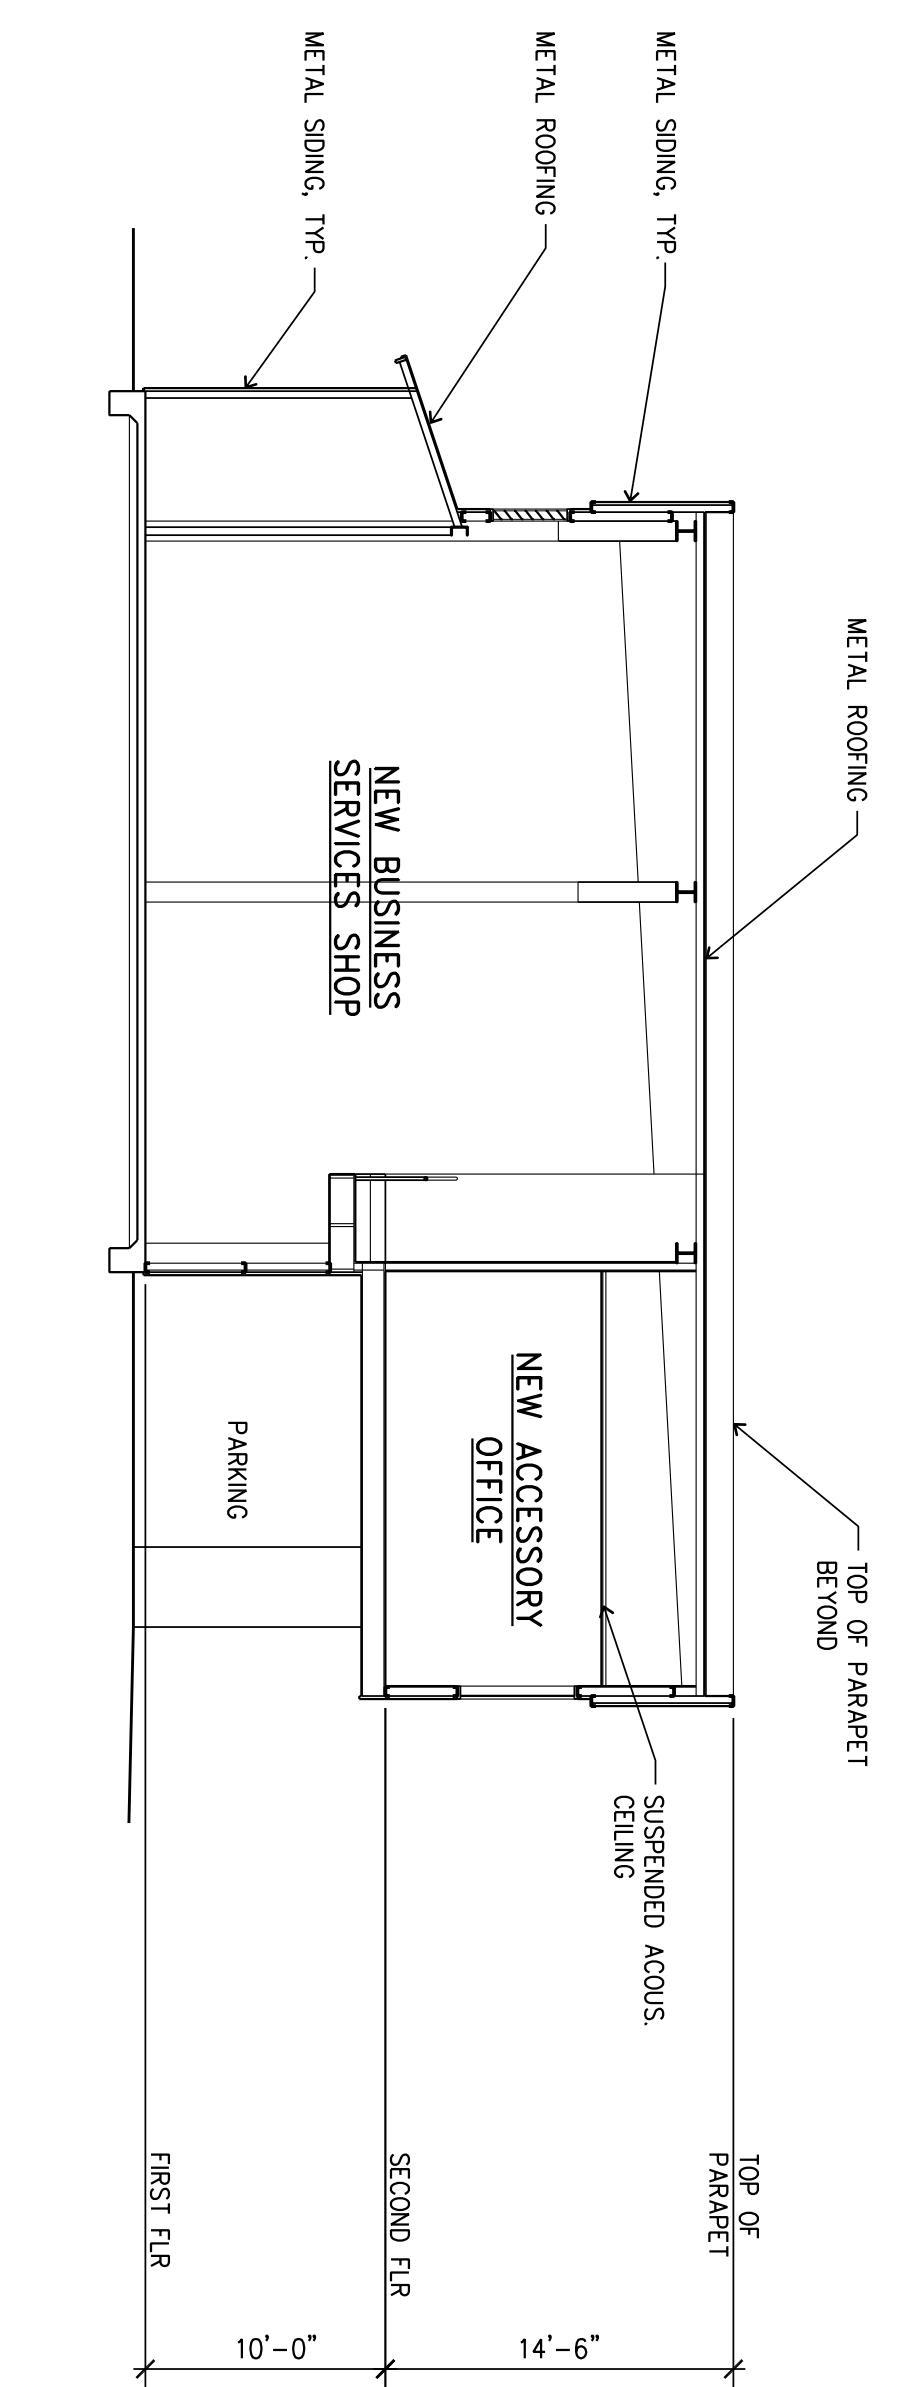 METAL ROOFING
TOP OF PARAPET
BEYOND
METAL SIDING, TYP.
METAL ROOFING
METAL SIDING, TYP.
SUSPENDED ACOUS.
CEILING
NEW BUSINESS
SERVICES SHOP
NEW ACCESSORY
OFFICE
PARKING
TOP OF
PARAPET
14'-6"
SECOND FLR
10'-0"
FIRST FLR